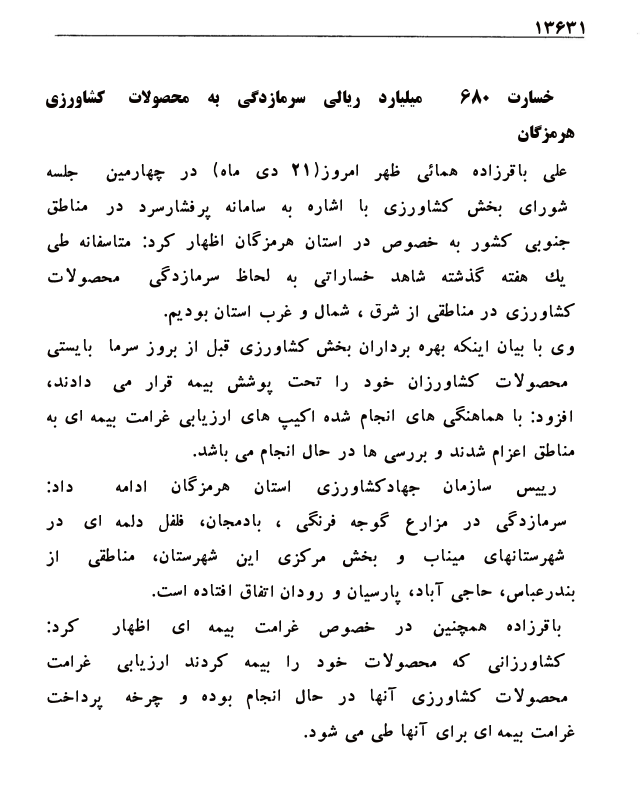 ۱۳۶۳۱
خسارت ۶۸۰ میلیارد ریالی سرمازدگی به محصولات کشاورزی
هرمزگان
علی باقرزاده همائی ظهر امروز(۲۱ دی ماه) در چهارمین جلسه
شورای بخش کشاورزی با اشاره به سامانه پرفشارسرد در مناطق
جنوبی کشور به خصوص در استان هرمزگان اظهار کرد: متاسفانه طی
یك هفته گذشته شاهد خساراتی به لحاظ سرمازدگی محصولات
کشاورزی در مناطقی از شرق ، شمال و غرب استان بودیم.
وی با بیان اینکه بهره برداران بخش کشاورزی قبل از بروز سرما بایستی
محصولات کشاورزان خود را تحت پوشش بیمه قرار می دادند،
افزود: با هماهنگی های انجام شده اکیپ های ارزیابی غرامت بیمه ای به
مناطق اعزام شدند و بررسی ها در حال انجام می باشد.
رییس سازمان جهادکشاورزی استان هرمزگان ادامه داد:
سرمازدگی در مزارع گوجه فرنگی ، بادمجان، فلفل دلمه ای در
شهرستانهای میناب و بخش مرکزی این شهرستان، مناطقی از
بندرعباس، حاجی آباد، پارسیان و رودان اتفاق افتاده است.
باقرزاده همچنین در خصوص غرامت بیمه ای اظهار کرد:
کشاورزانی که محصولات خود را بیمه کردند ارزیابی غرامت
محصولات کشاورزی آنها در حال انجام بوده و چرخه پرداخت
غرامت بیمه ای برای آنها طی می شود.